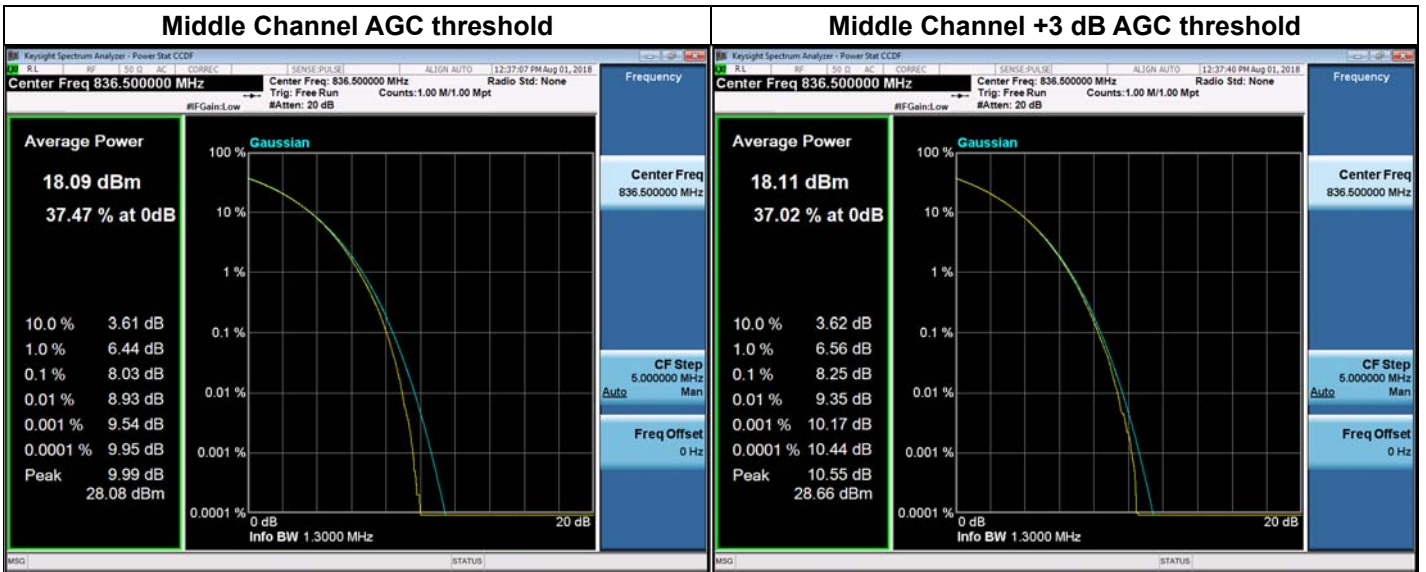 Middle Channel AGC threshold
Keysight Spectrum Analyzer - Power Stat CCDF
RL RF 50 Ω AC CORREC SENSE:PULSE ALIGN AUTO 12:37:07 PM Aug 01, 2018
Center Freq 836.500000 MHz
Center Freq: 836.500000 MHz Radio Std: None
Trig: Free Run Counts:1.00 M/1.00 Mpt
#IFGain:Low #Atten: 20 dB
Frequency
Average Power
18.09 dBm
37.47 % at 0dB
10.0 % 3.61 dB
1.0 % 6.44 dB
0.1 % 8.03 dB
0.01 % 8.93 dB
0.001 % 9.54 dB
0.0001 % 9.95 dB
Peak 9.99 dB
28.08 dBm
Gaussian
100 %
10 %
1 %
0.1 %
0.01 %
0.001 %
0.0001 %
0 dB 20 dB
Info BW 1.3000 MHz
Center Freq
836.500000 MHz
CF Step
5.000000 MHz
Auto Man
Freq Offset
0 Hz
MSG STATUS
Middle Channel +3 dB AGC threshold
Keysight Spectrum Analyzer - Power Stat CCDF
RL RF 50 Ω AC CORREC SENSE:PULSE ALIGN AUTO 12:37:40 PM Aug 01, 2018
Center Freq 836.500000 MHz
Center Freq: 836.500000 MHz Radio Std: None
Trig: Free Run Counts:1.00 M/1.00 Mpt
#IFGain:Low #Atten: 20 dB
Frequency
Average Power
18.11 dBm
37.02 % at 0dB
10.0 % 3.62 dB
1.0 % 6.56 dB
0.1 % 8.25 dB
0.01 % 9.35 dB
0.001 % 10.17 dB
0.0001 % 10.44 dB
Peak 10.55 dB
28.66 dBm
Gaussian
100 %
10 %
1 %
0.1 %
0.01 %
0.001 %
0.0001 %
0 dB 20 dB
Info BW 1.3000 MHz
Center Freq
836.500000 MHz
CF Step
5.000000 MHz
Auto Man
Freq Offset
0 Hz
MSG STATUS